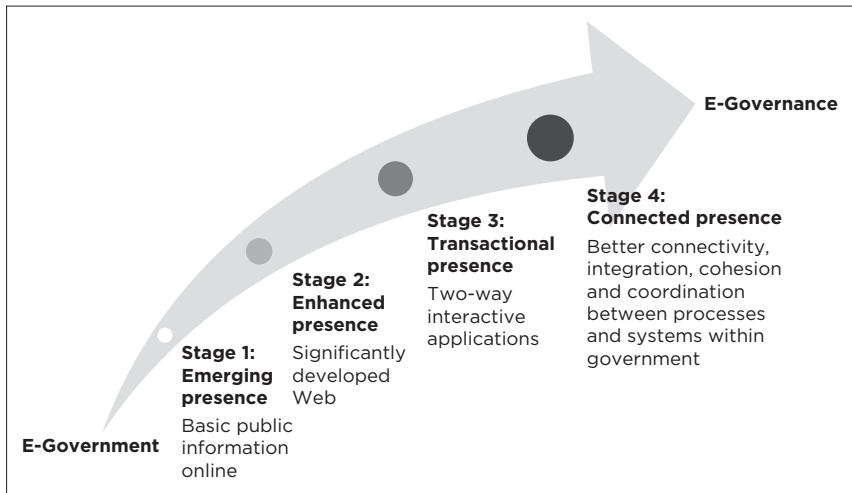 E-Governance
Stage 4:
Connected presence
Better connectivity,
integration, cohesion
and coordination
between processes
and systems within
government
Stage 3:
Transactional
presence
Two-way
interactive
applications
Stage 2:
Enhanced
presence
Significantly
developed
Web
Stage 1:
Emerging
presence
Basic public
information
online
E-Government